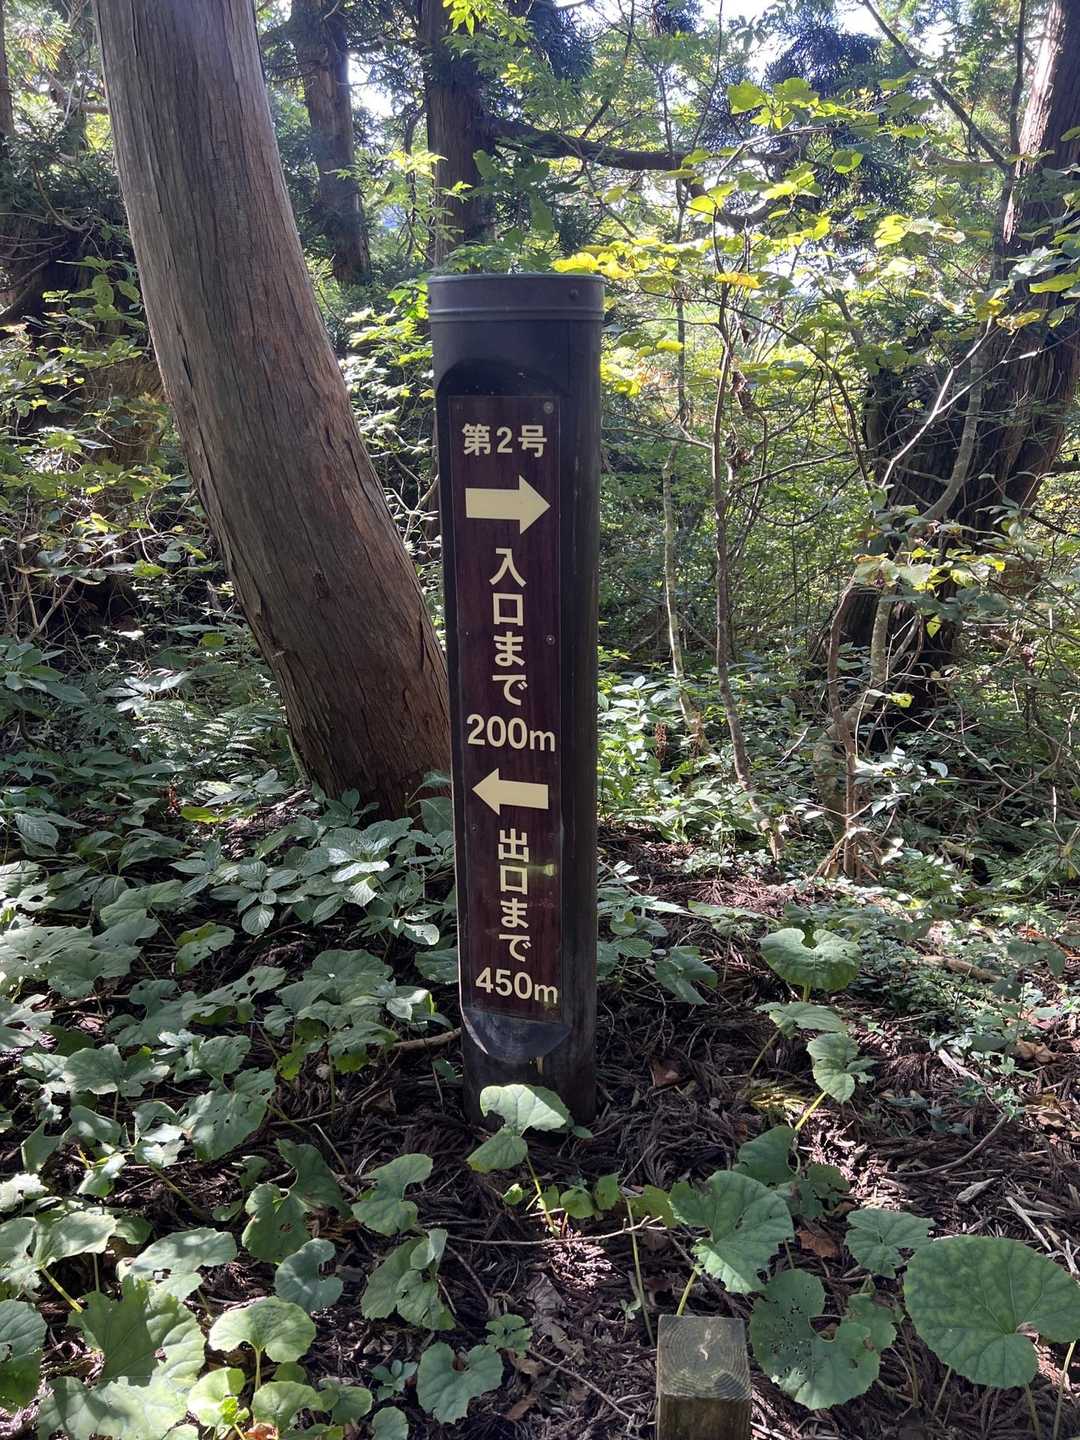 第2号
→
入口まで
200m
←
出口まで
450m